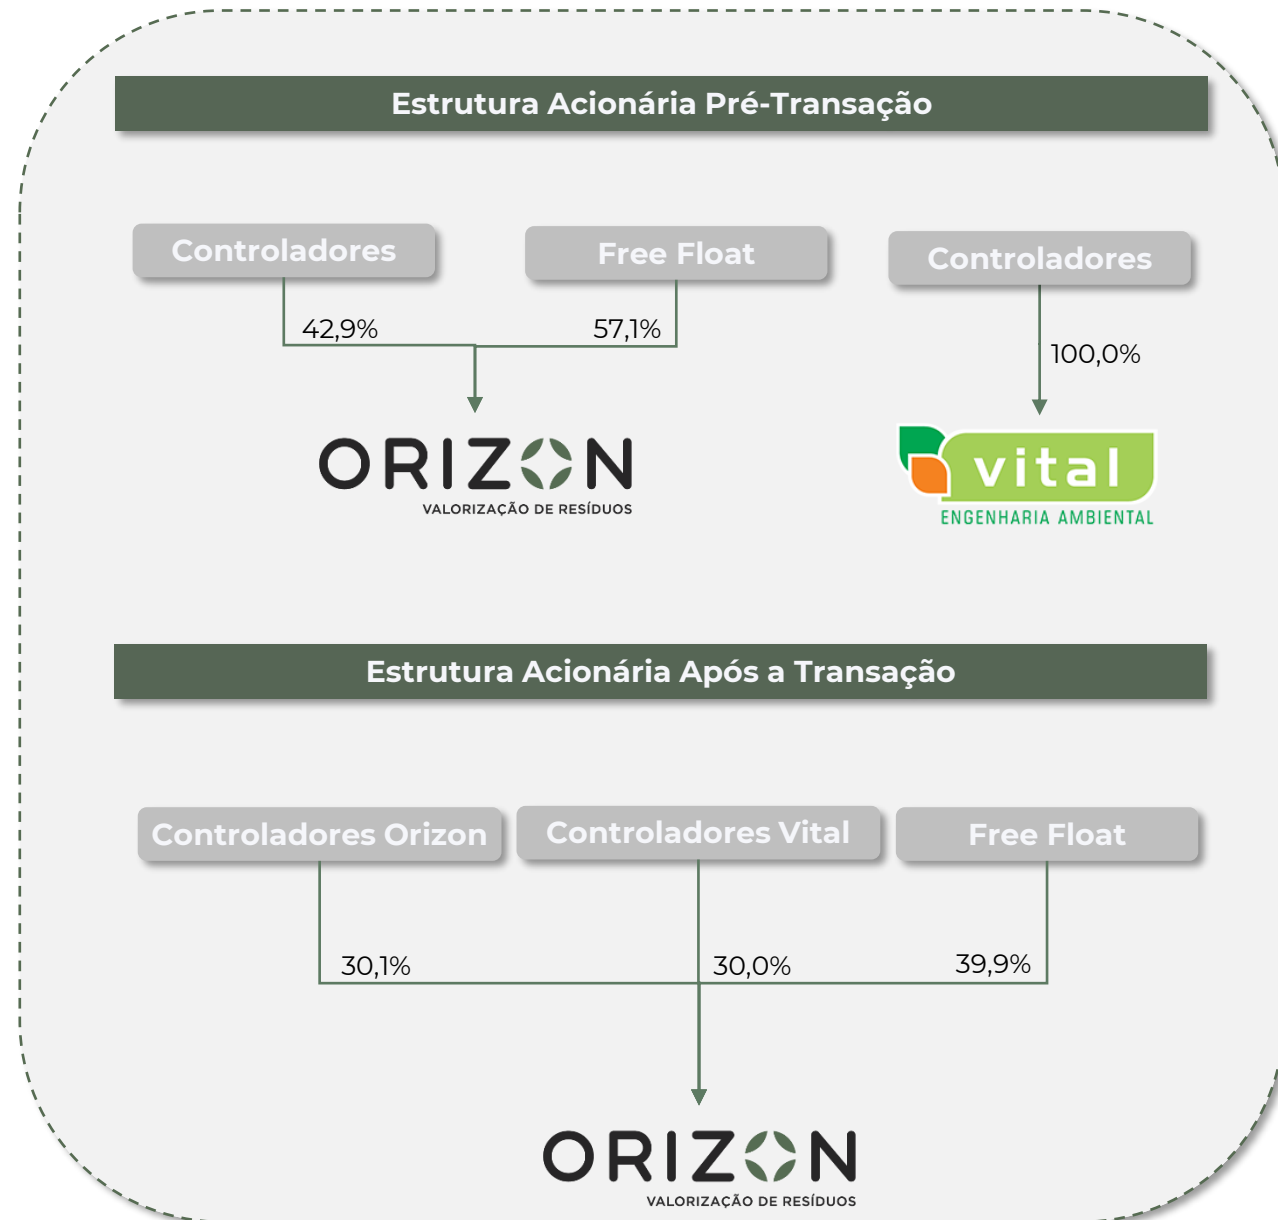 Estrutura Acionária Pré-Transação
Controladores
Free Float
Controladores
42,9%
57,1%
100,0%
ORIZON
VALORIZAÇÃO DE RESÍDUOS
vital
ENGENHARIA AMBIENTAL
Estrutura Acionária Após a Transação
Controladores Orizon
Controladores Vital
Free Float
30,1%
30,0%
39,9%
ORIZON
VALORIZAÇÃO DE RESÍDUOS